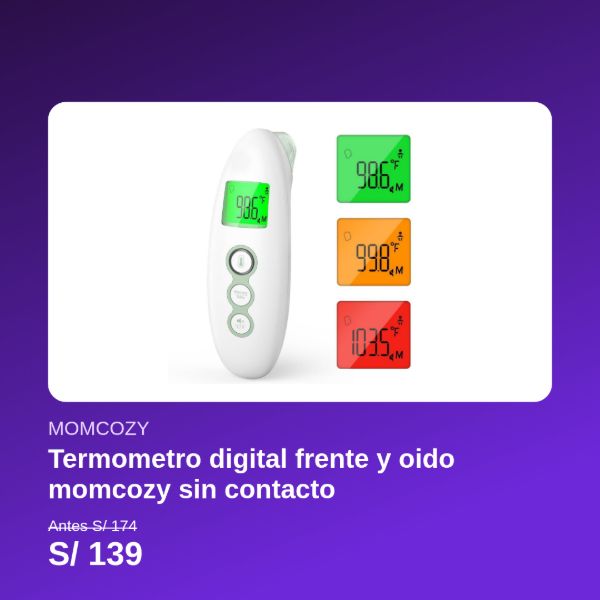 98.6 °F
M
98.6 °F
M
99.8 °F
M
103.5 °F
M
MOMCOZY
Termometro digital frente y oido
momcozy sin contacto
Antes S/ 174
S/ 139